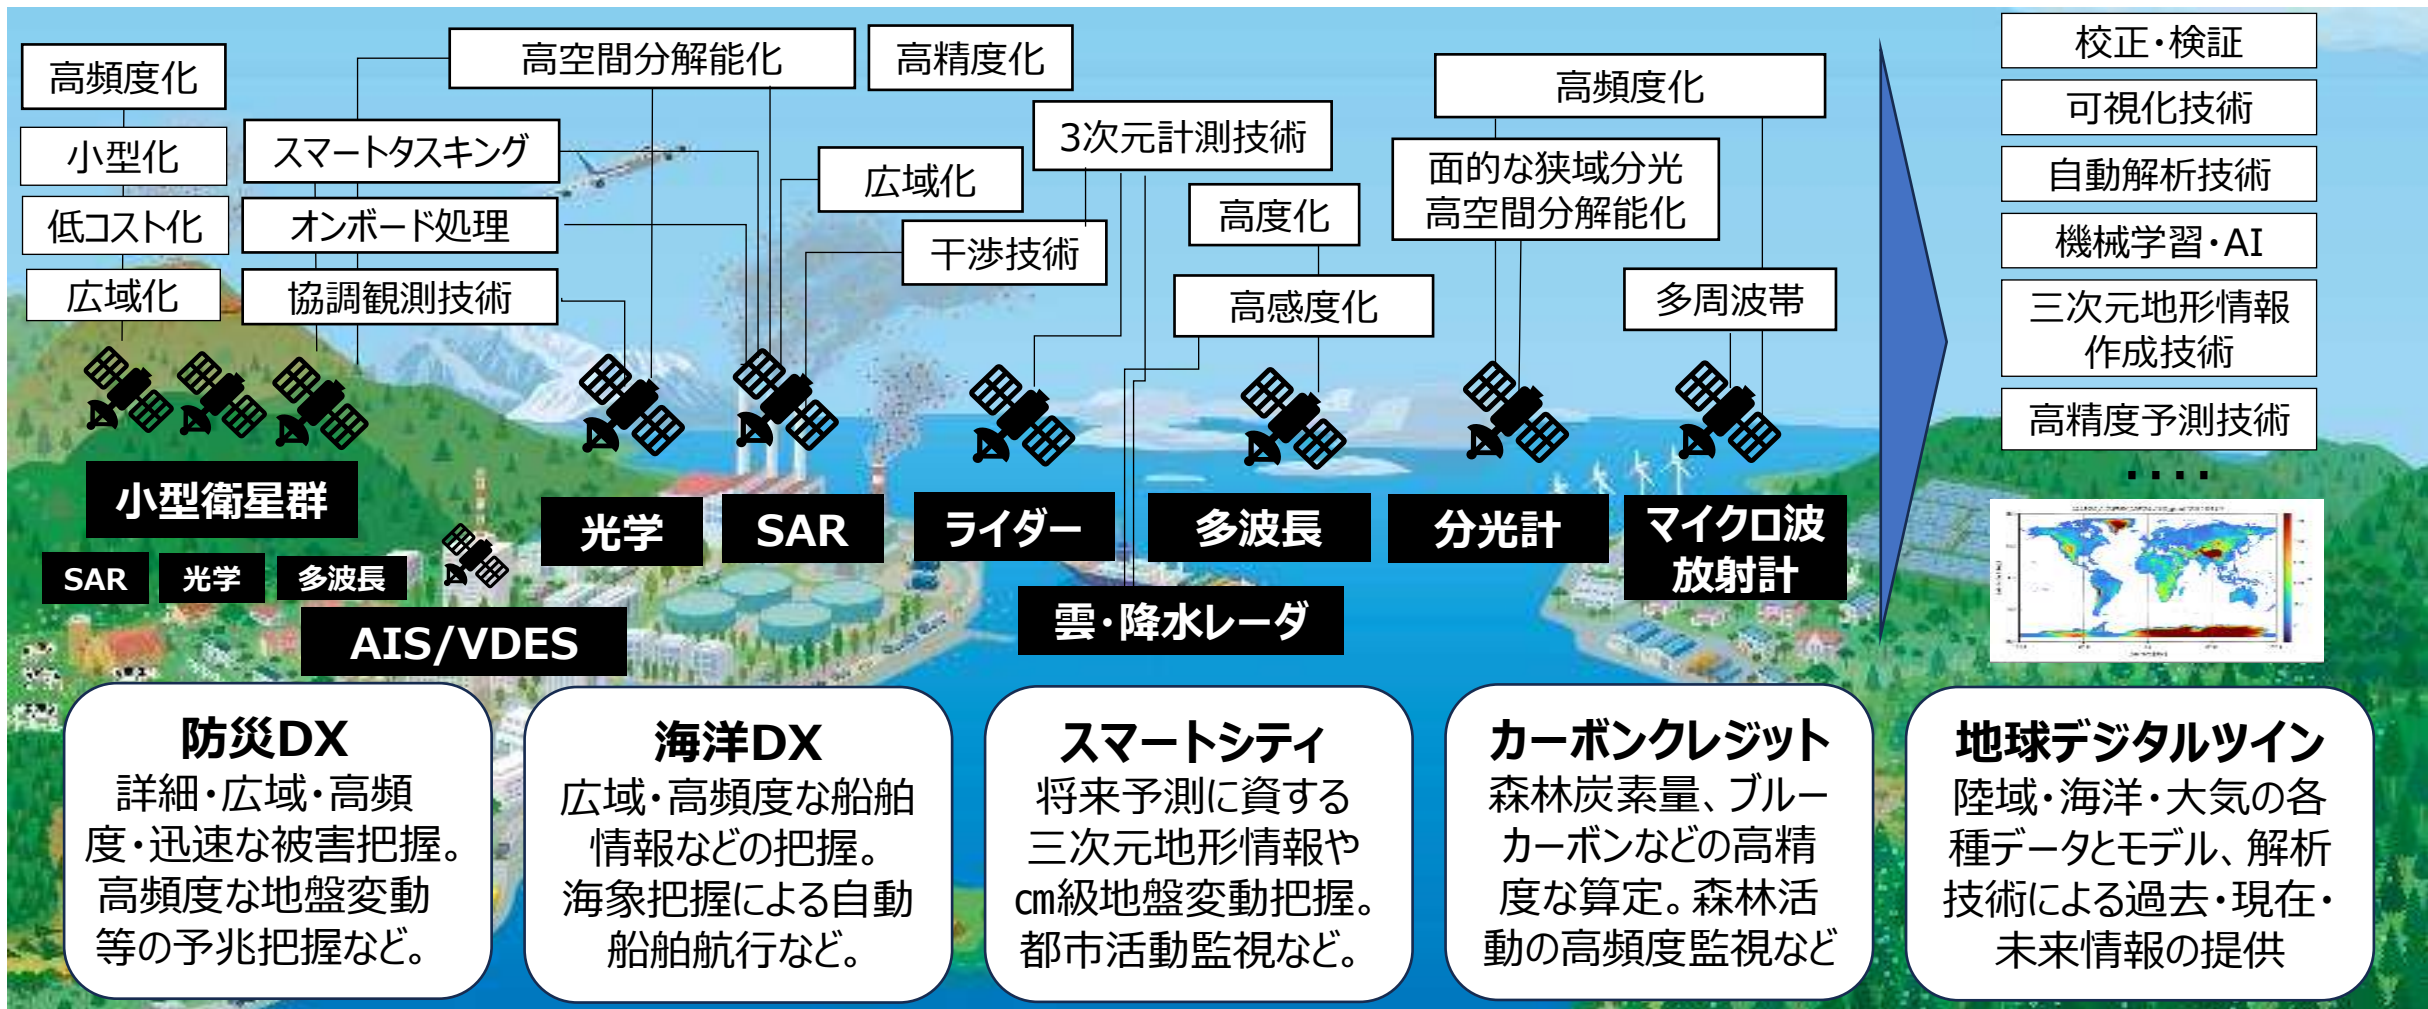 高頻度化
小型化
低コスト化
広域化
高空間分解能化
スマートタスキング
オンボード処理
協調観測技術
高精度化
広域化
干渉技術
3次元計測技術
高度化
高感度化
高頻度化
面的な狭域分光
高空間分解能化
多周波帯
校正・検証
可視化技術
自動解析技術
機械学習・AI
三次元地形情報
作成技術
高精度予測技術
・・・・
小型衛星群
SAR
光学
多波長
AIS/VDES
光学
SAR
ライダー
多波長
雲・降水レーダ
分光計
マイクロ波
放射計
防災DX
詳細・広域・高頻
度・迅速な被害把握。
高頻度な地盤変動
等の予兆把握など。
海洋DX
広域・高頻度な船舶
情報などの把握。
海象把握による自動
船舶航行など。
スマートシティ
将来予測に資する
三次元地形情報や
㎝級地盤変動把握。
都市活動監視など。
カーボンクレジット
森林炭素量、ブルー
カーボンなどの高精
度な算定。森林活
動の高頻度監視など
地球デジタルツイン
陸域・海洋・大気の各
種データとモデル、解析
技術による過去・現在・
未来情報の提供